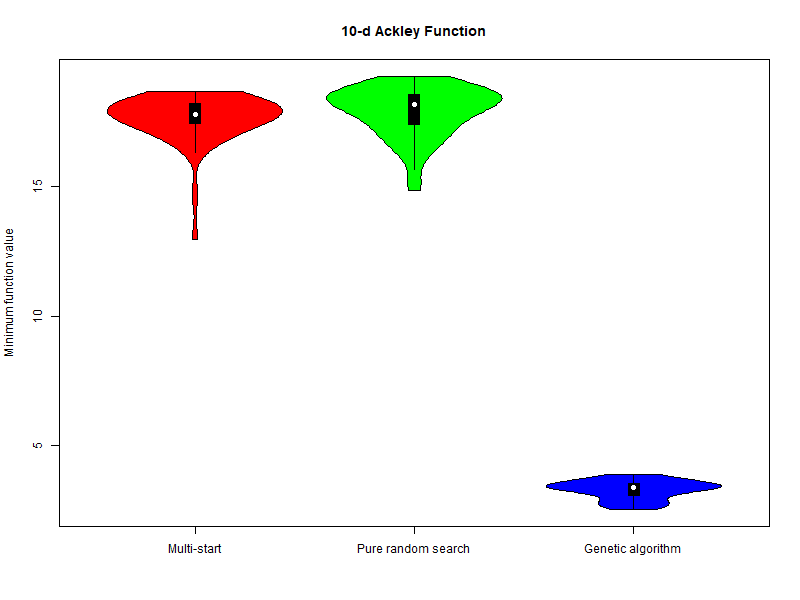 10-d Ackley Function
Minimum function value
15
10
5
Multi-start
Pure random search
Genetic algorithm